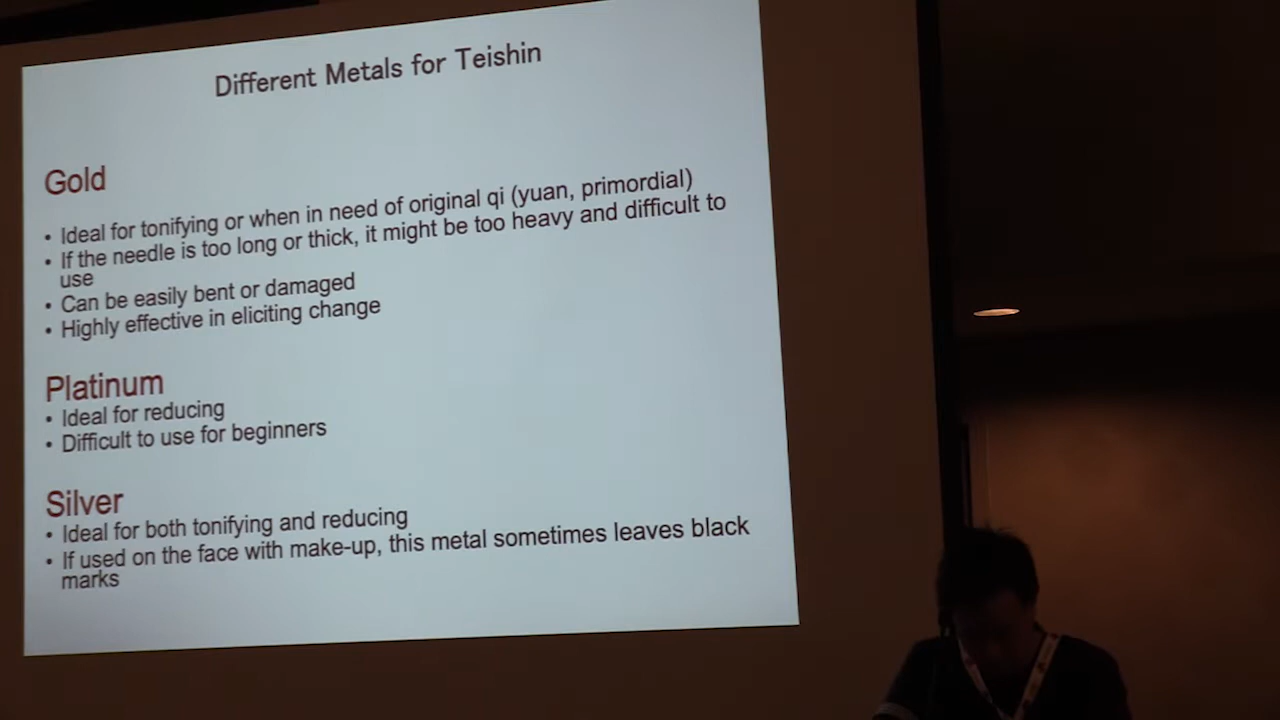 Different Metals for Teishin
Gold
• Ideal for tonifying or when in need of original qi (yuan, primordial)
• If the needle is too long or thick, it might be too heavy and difficult to
use
• Can be easily bent or damaged
• Highly effective in eliciting change
Platinum
• Ideal for reducing
• Difficult to use for beginners
Silver
• Ideal for both tonifying and reducing
• If used on the face with make-up, this metal sometimes leaves black
marks